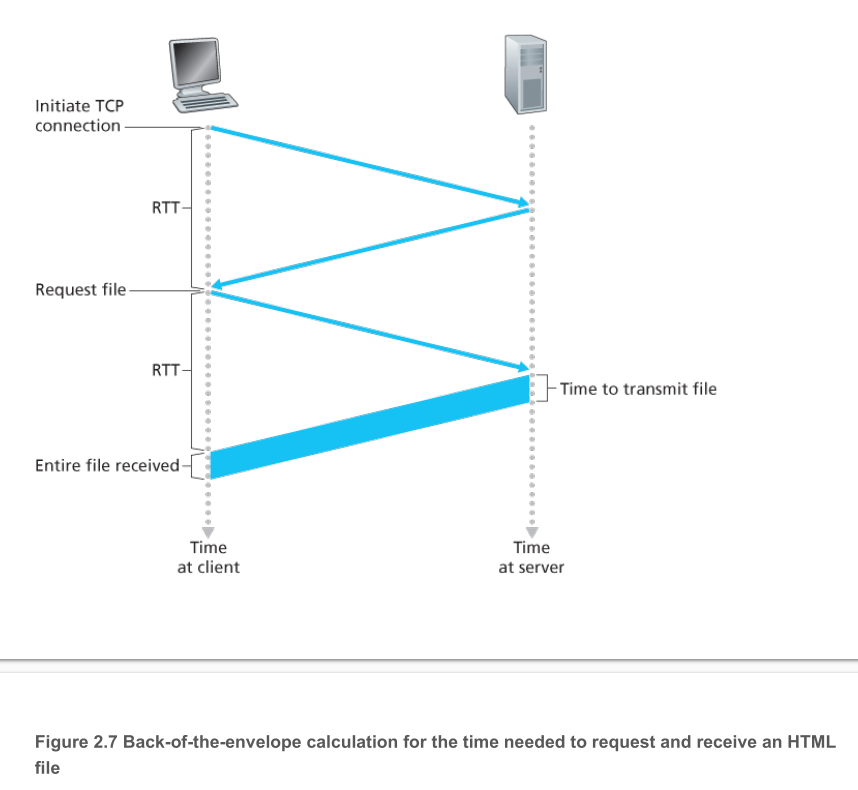 Initiate TCP
connection
RTT
Request file
RTT
Time to transmit file
Entire file received
Time
at client
Time
at server
Figure 2.7 Back-of-the-envelope calculation for the time needed to request and receive an HTML
file